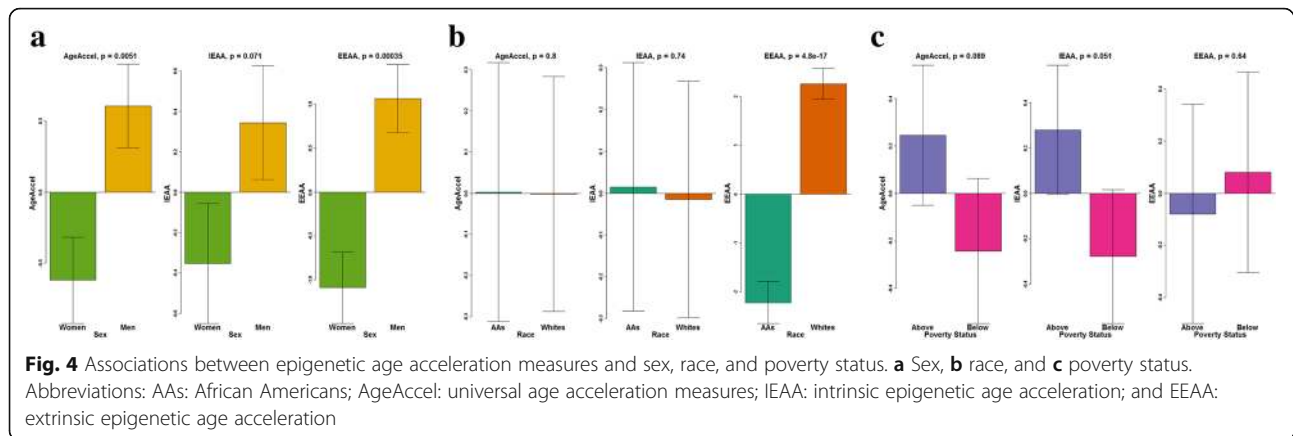 a
b
c
AgeAccel, p = 0.0051
IEAA, p = 0.071
EEAA, p = 0.00035
AgeAccel, p = 0.8
IEAA, p = 0.74
EEAA, p = 4.8e-17
AgeAccel, p = 0.089
IEAA, p = 0.051
EEAA, p = 0.64
AgeAccel
IEAA
EEAA
AgeAccel
IEAA
EEAA
AgeAccel
IEAA
EEAA
Women Men
Sex
Women Men
Sex
Women Men
Sex
AAs Whites
Race
AAs Whites
Race
AAs Whites
Race
Above Below
Poverty Status
Above Below
Poverty Status
Above Below
Poverty Status
Fig. 4 Associations between epigenetic age acceleration measures and sex, race, and poverty status. a Sex, b race, and c poverty status.
Abbreviations: AAs: African Americans; AgeAccel: universal age acceleration measures; IEAA: intrinsic epigenetic age acceleration; and EEAA:
extrinsic epigenetic age acceleration